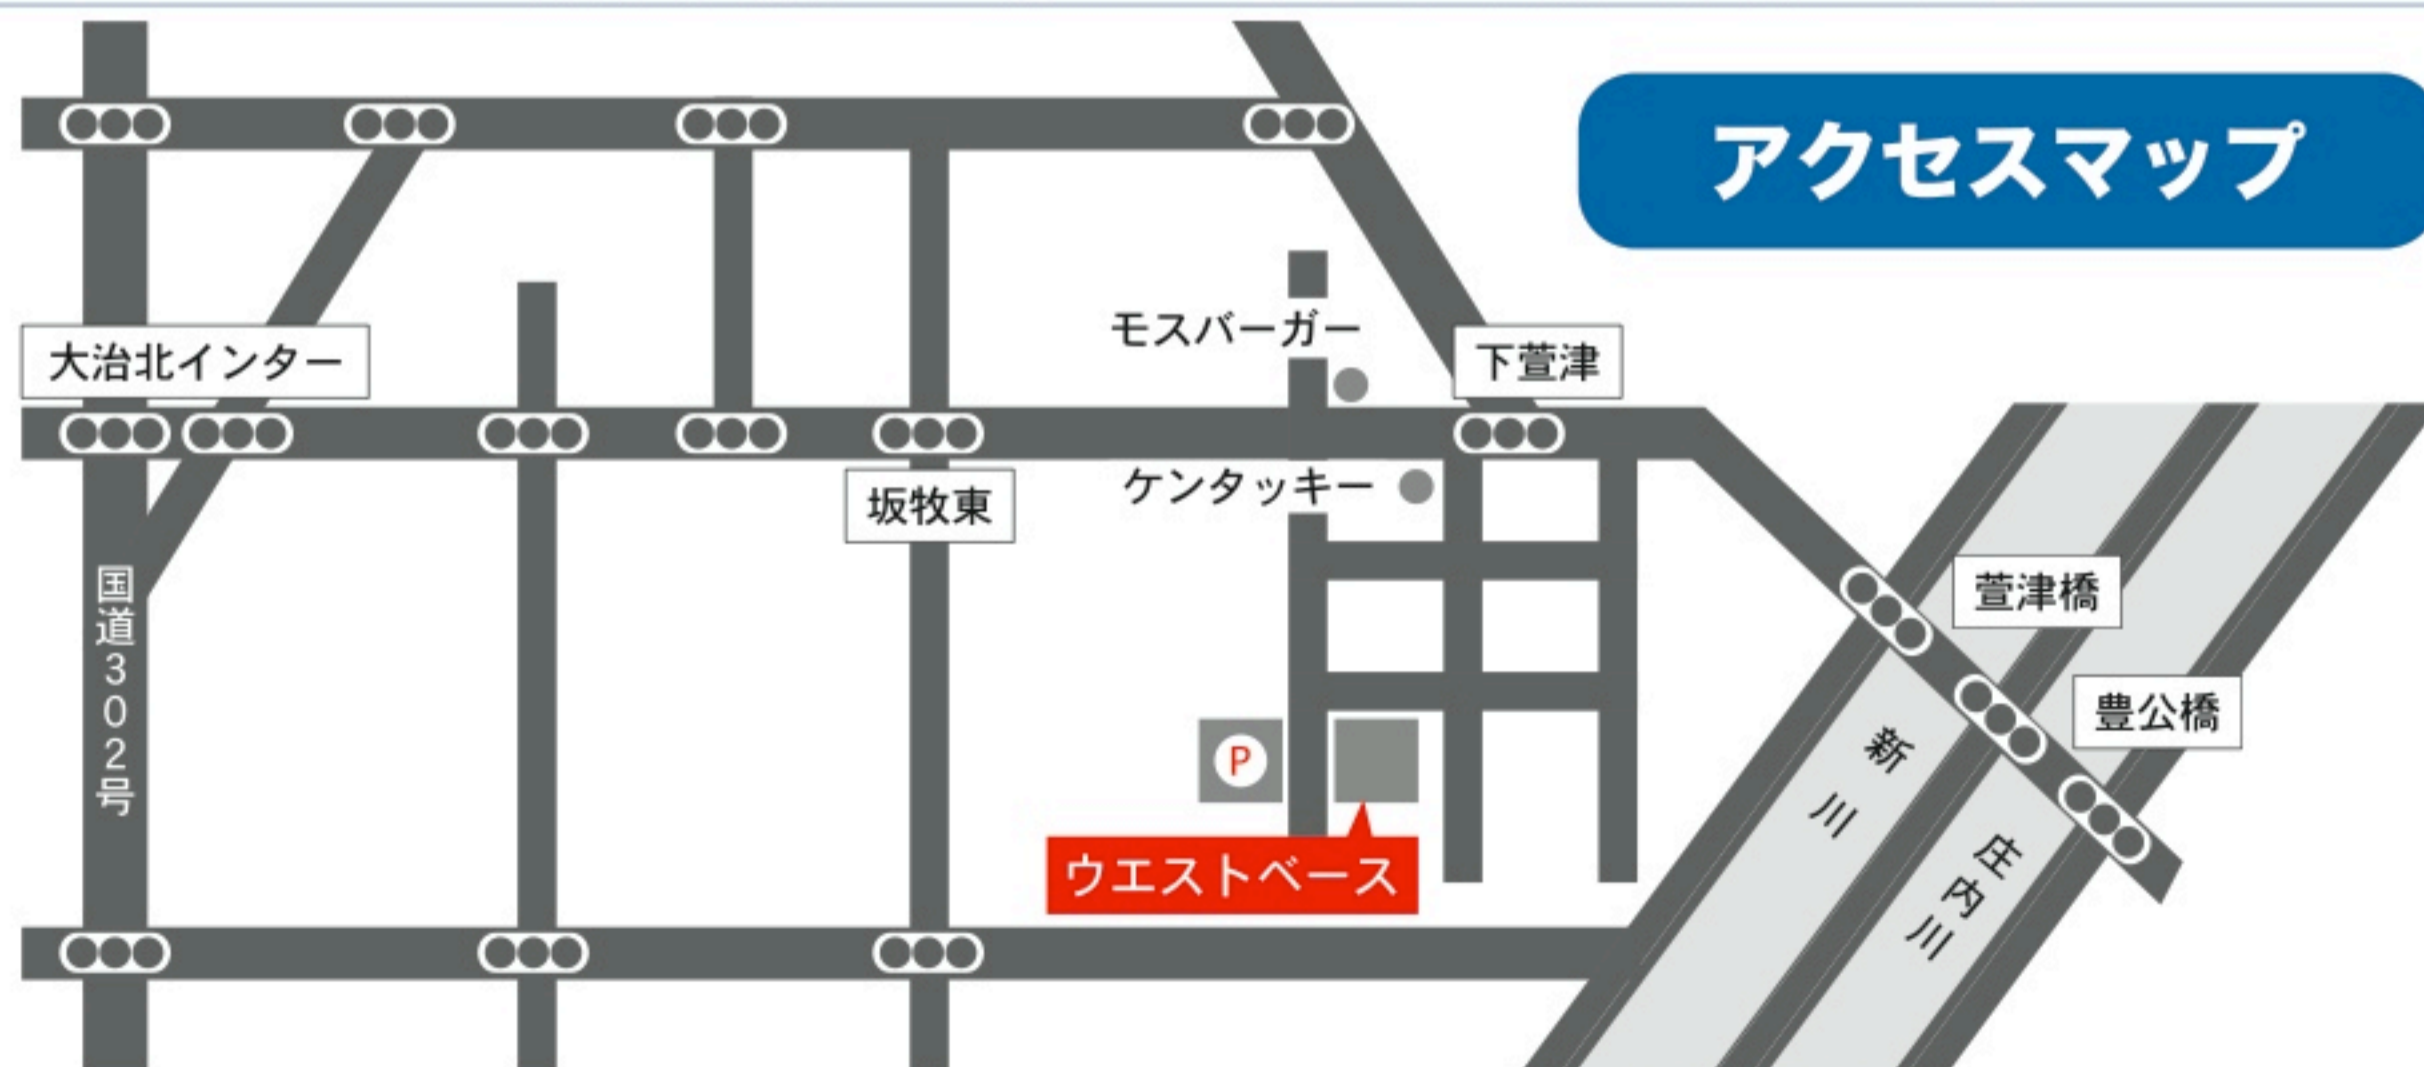 アクセスマップ
モスバーガー
大治北インター
下萱津
ケンタッキー
坂牧東
国道302号
萱津橋
豊公橋
新川
P
庄内川
ウエストベース